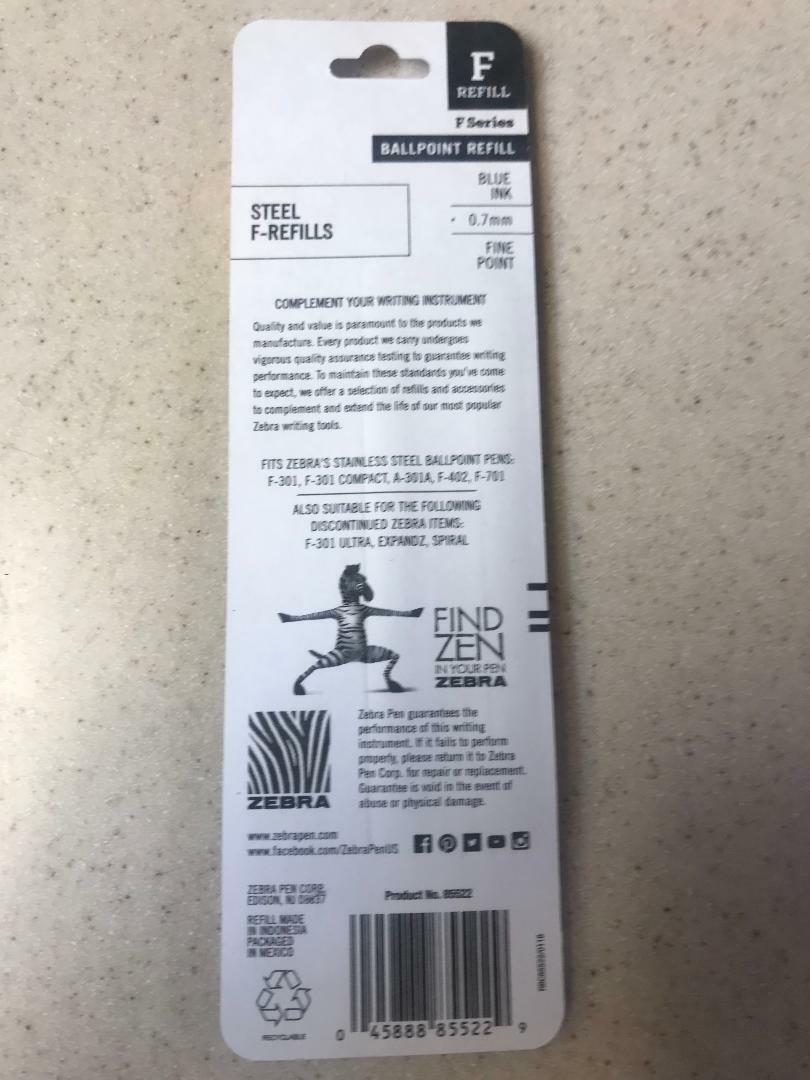 F
REFILL
F Series
BALLPOINT REFILL
BLUE
INK
0.7mm
FINE
POINT
STEEL
F-REFILLS
COMPLEMENT YOUR WRITING INSTRUMENT
Quality and value is paramount to the products we
manufacture. Every product we carry undergoes
vigorous quality assurance testing to guarantee writing
performance. To maintain these standards you've come
to expect, we offer a selection of refills and accessories
to complement and extend the life of our most popular
Zebra writing tools.
FITS ZEBRA'S STAINLESS STEEL BALLPOINT PENS:
F-301, F-301 COMPACT, A-301A, F-402, F-701
ALSO SUITABLE FOR THE FOLLOWING
DISCONTINUED ZEBRA ITEMS:
F-301 ULTRA, EXPANDZ, SPIRAL
FIND
ZEN
IN YOUR PEN
ZEBRA
Zebra Pen guarantees the
performance of this writing
instrument. If it fails to perform
properly, please return it to Zebra
Pen Corp. for repair or replacement.
Guarantee is void in the event of
abuse or physical damage.
ZEBRA
www.zebrapen.com
www.facebook.com/ZebraPenUS
ZEBRA PEN CORP.
EDISON, NJ 08837
Product No. 85522
REFILL MADE
IN INDONESIA
PACKAGED
IN MEXICO
RECYCLABLE
0 45888 85522 9